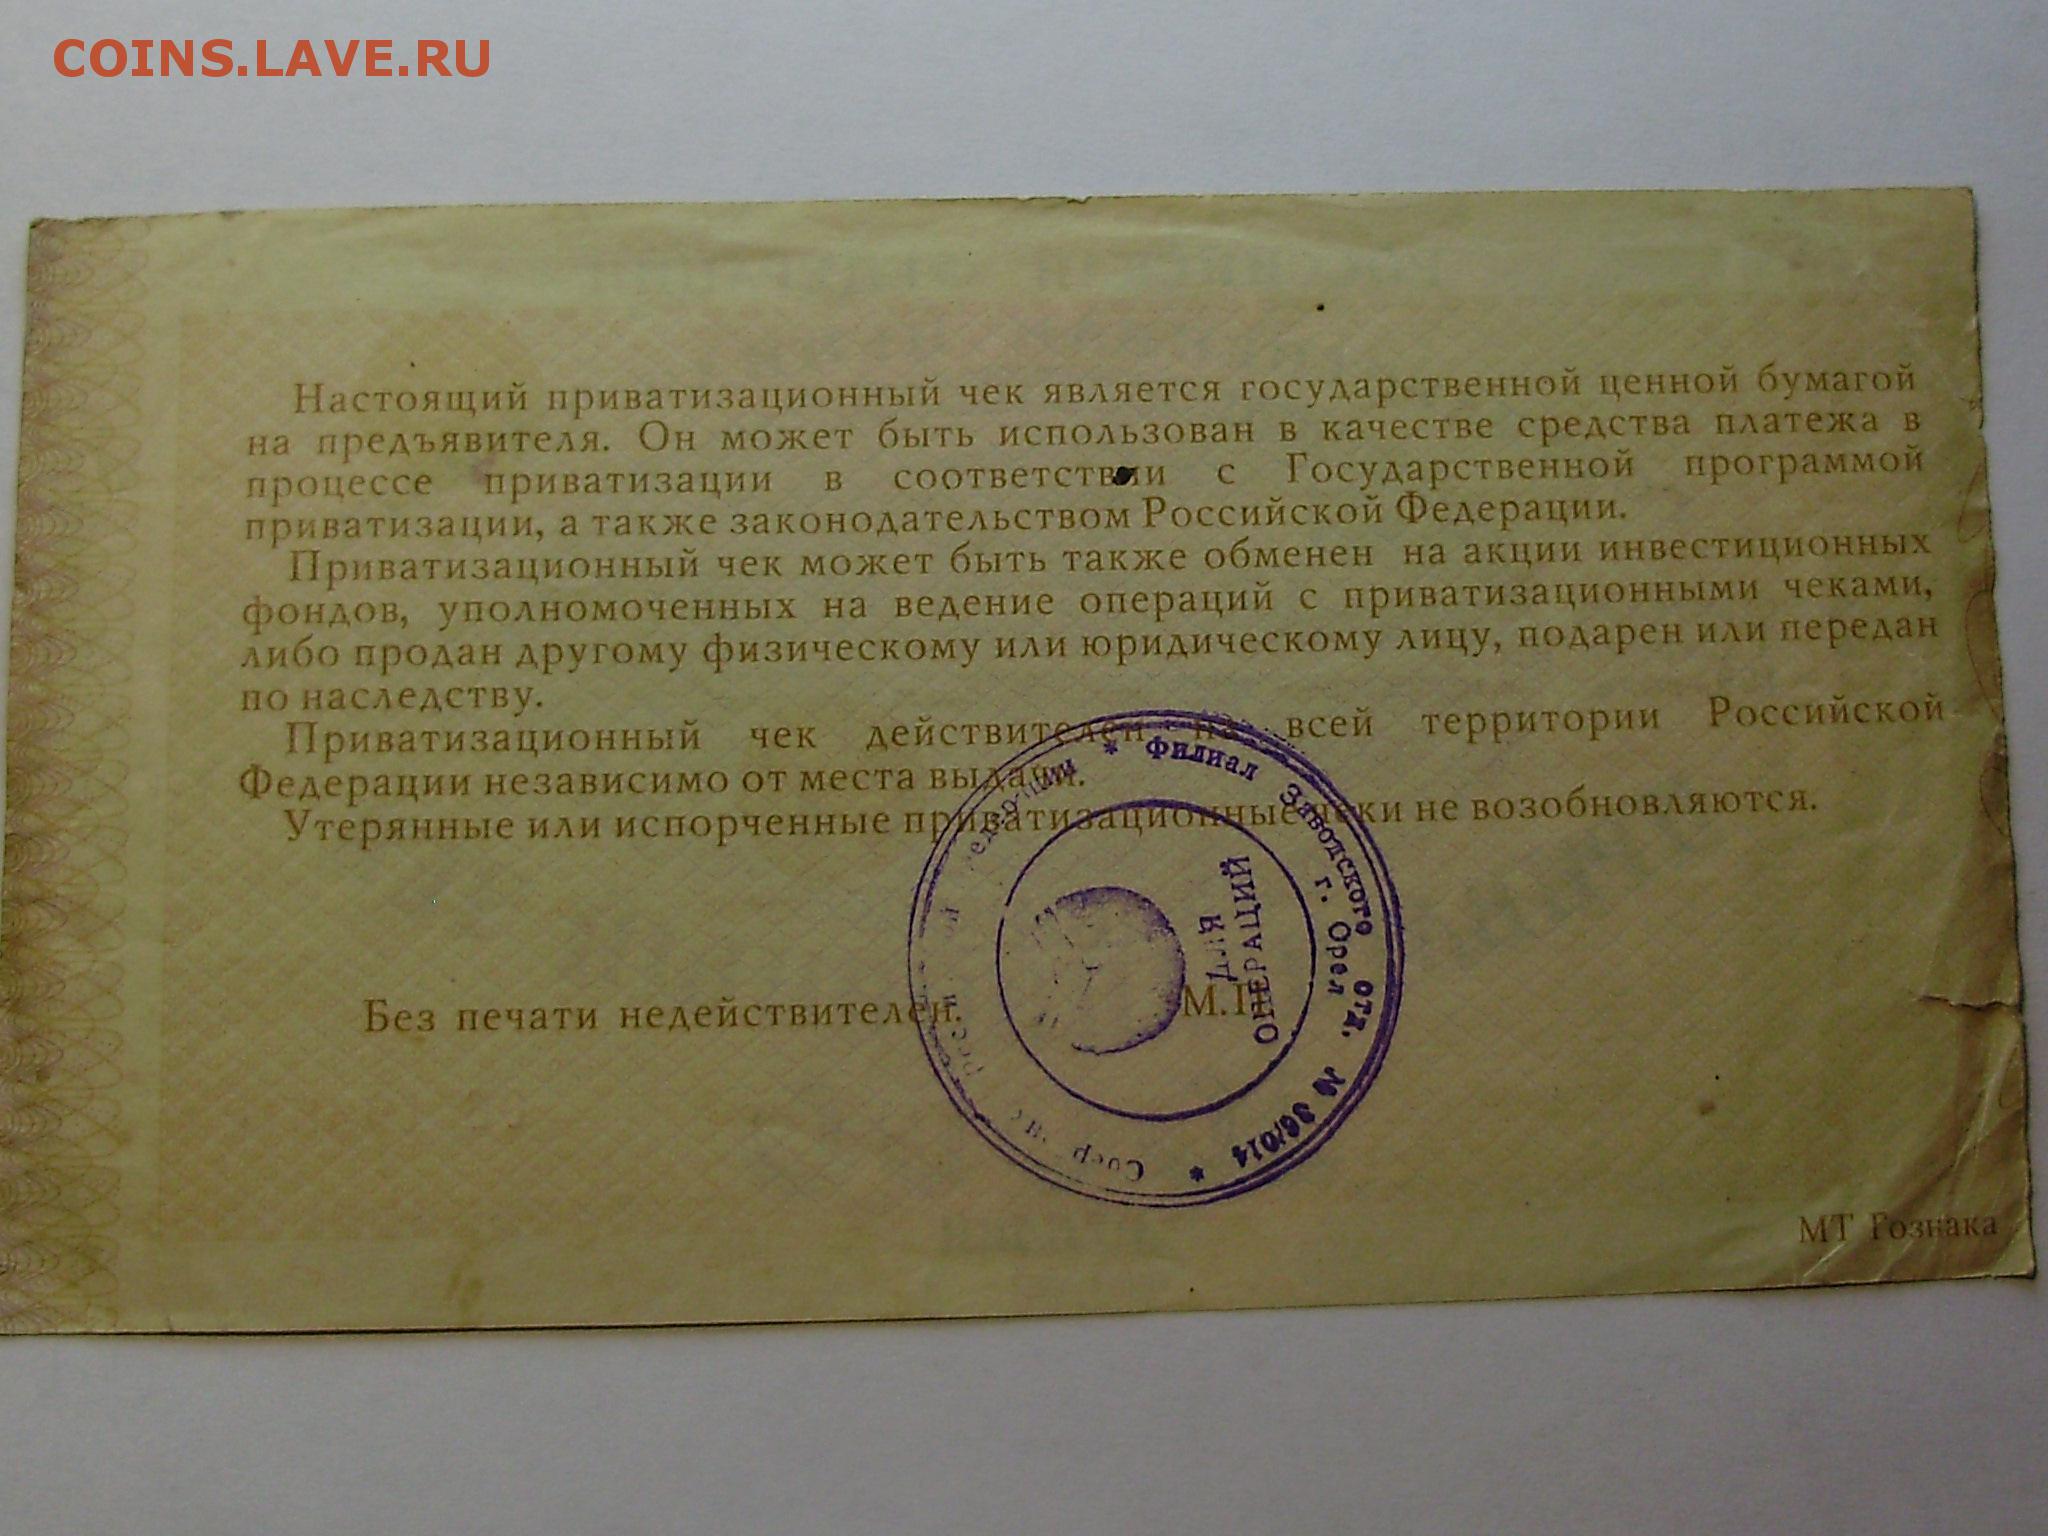 COINS.LAVE.RU
Настоящий приватизационный чек является государственной ценной бумагой
на предъявителя. Он может быть использован в качестве средства платежа в
процессе приватизации в соответствии с Государственной программой
приватизации, а также законодательством Российской Федерации.
Приватизационный чек может быть также обменен на акции инвестиционных
фондов, уполномоченных на ведение операций с приватизационными чеками,
либо продан другому физическому или юридическому лицу, подарен или передан
по наследству.
Приватизационный чек действителен на всей территории Российской
Федерации независимо от места выдачи.
Утерянные или испорченные приватизационные чеки не возобновляются.
Без печати недействителен. М.П.
* Филиал Заводского отд. № 36/014 *
г. Орел
ДЛЯ
ОПЕРАЦИЙ
МТ Гознака